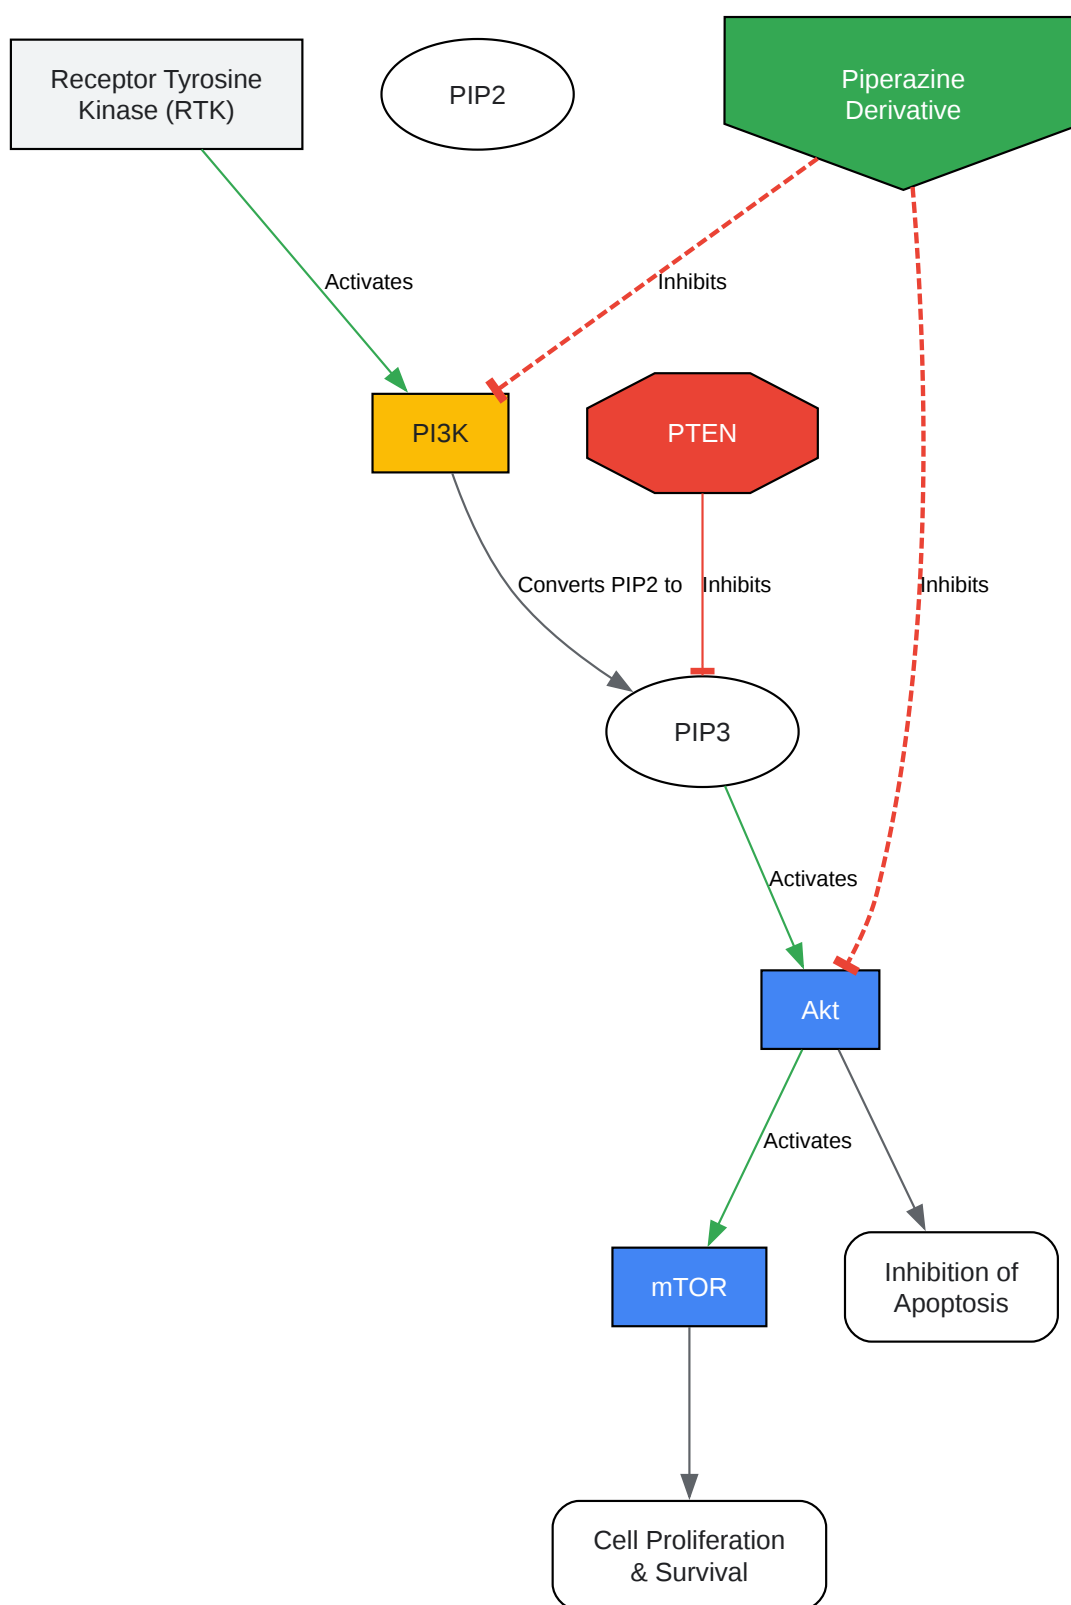 Receptor Tyrosine
Kinase (RTK)
PIP2
Piperazine
Derivative
Activates
Inhibits
PI3K
PTEN
Converts PIP2 to
Inhibits
Inhibits
PIP3
Activates
Akt
Activates
Inhibition of
Apoptosis
mTOR
Cell Proliferation
& Survival